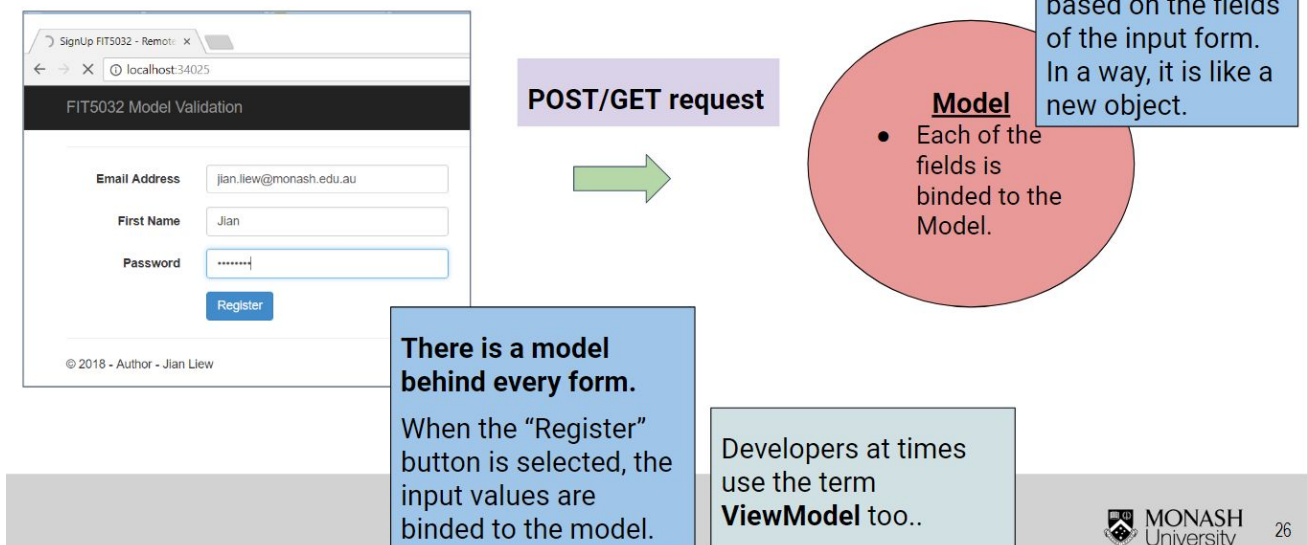 SignUp FIT5032 - Remote
localhost:34025
FIT5032 Model Validation
Email Address
jian.liew@monash.edu.au
First Name
Jian
Password
Register
© 2018 - Author - Jian Liew
POST/GET request
Model
● Each of the
fields is
binded to the
Model.
based on the fields
of the input form.
In a way, it is like a
new object.
There is a model
behind every form.
When the “Register”
button is selected, the
input values are
binded to the model.
Developers at times
use the term
ViewModel too..
MONASH
University
26